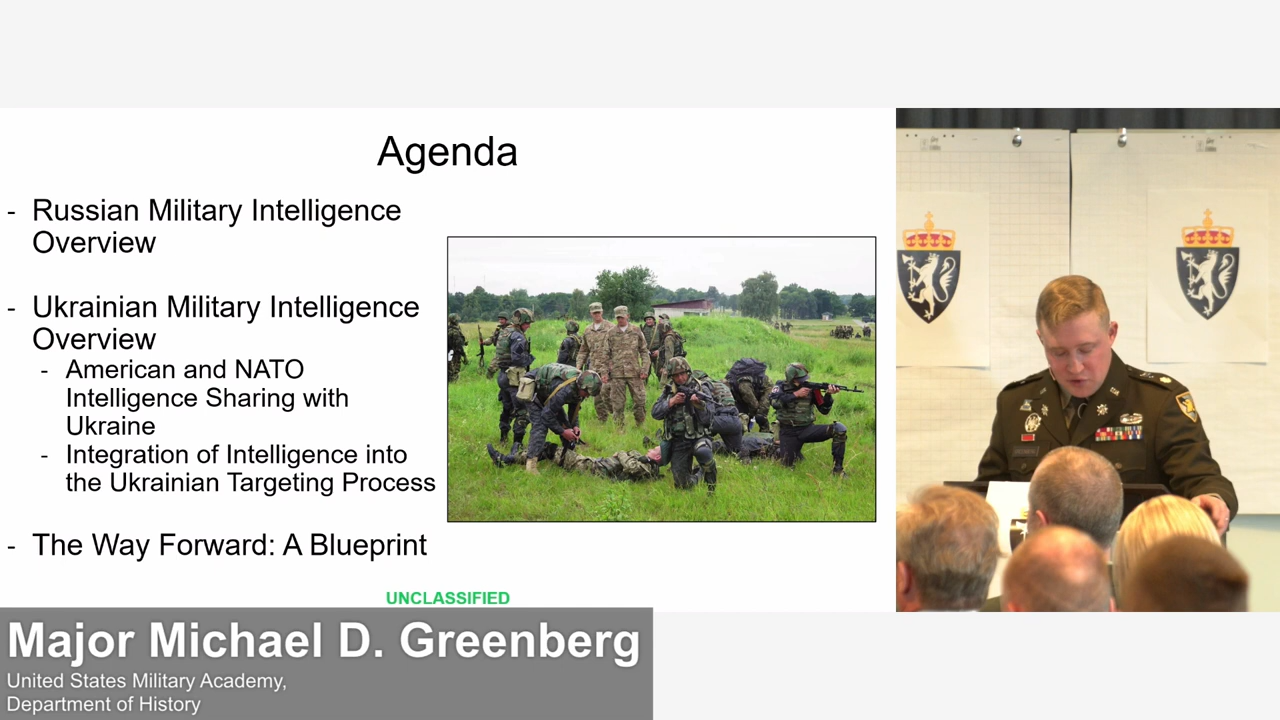 Agenda
- Russian Military Intelligence
Overview
- Ukrainian Military Intelligence
Overview
- American and NATO
Intelligence Sharing with
Ukraine
- Integration of Intelligence into
the Ukrainian Targeting Process
- The Way Forward: A Blueprint
UNCLASSIFIED
Major Michael D. Greenberg
United States Military Academy,
Department of History